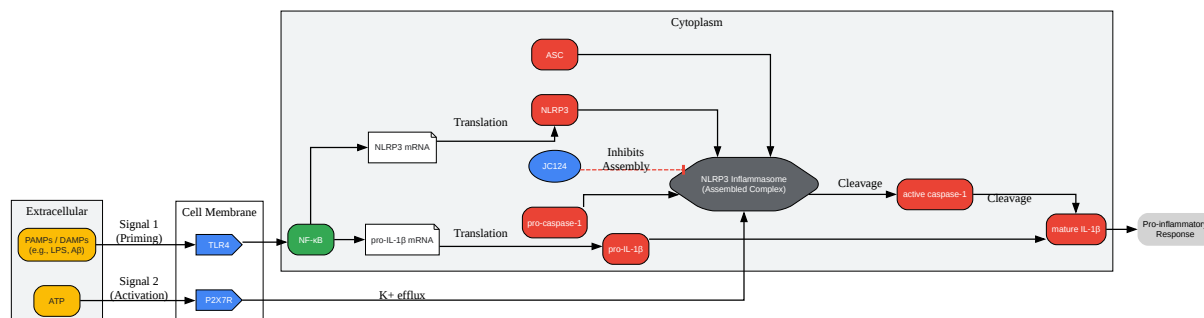 Cytoplasm
ASC
NLRP3
Translation
NLRP3 mRNA
JC124
Inhibits
Assembly
NLRP3 Inflammasome
(Assembled Complex)
Cleavage
active caspase-1
Cleavage
Extracellular
Cell Membrane
pro-caspase-1
PAMPs / DAMPs
(e.g., LPS, Aβ)
Signal 1
(Priming)
TLR4
NF-κB
pro-IL-1β mRNA
Translation
pro-IL-1β
mature IL-1β
Pro-inflammatory
Response
ATP
Signal 2
(Activation)
P2X7R
K+ efflux